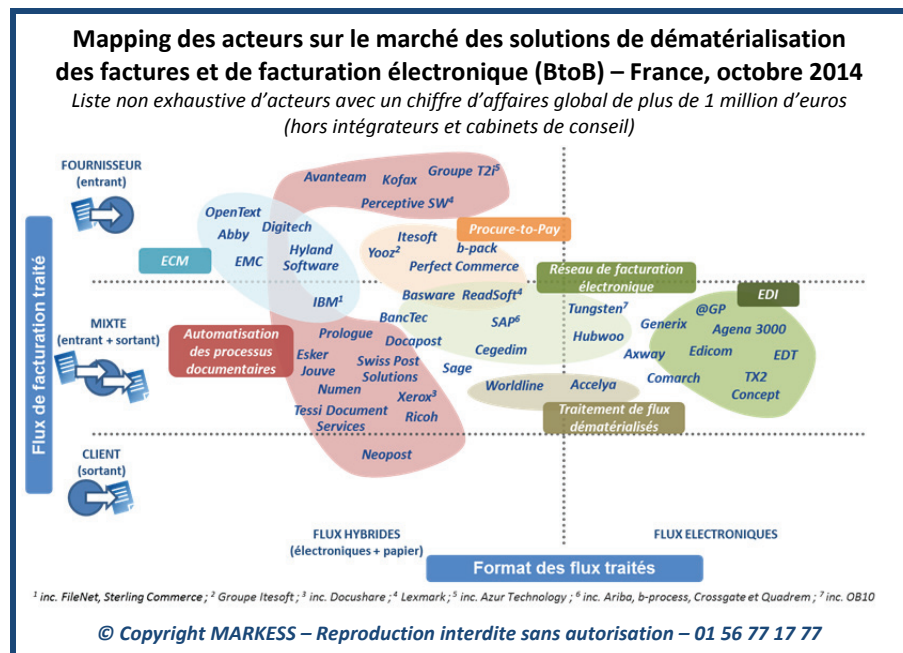 Mapping des acteurs sur le marché des solutions de dématérialisation
des factures et de facturation électronique (BtoB) – France, octobre 2014
Liste non exhaustive d'acteurs avec un chiffre d'affaires global de plus de 1 million d'euros
(hors intégrateurs et cabinets de conseil)
Flux de facturation traité
FOURNISSEUR
(entrant)
Avanteam
Kofax
Groupe T2i⁵
Perceptive SW⁴
OpenText
Abby
Digitech
EMC
Hyland
Software
IBM¹
ECM
Itesoft
Yooz²
b-pack
Perfect Commerce
Procure-to-Pay
Réseau de facturation
électronique
EDI
MIXTE
(entrant + sortant)
Automatisation
des processus
documentaires
Basware
ReadSoft⁴
BancTec
SAP⁶
Prologue
Docapost
Cegedim
Esker
Jouve
Swiss Post
Solutions
Sage
Numen
Xerox³
Tessi Document
Services
Ricoh
Tungsten⁷
Hubwoo
Worldline
Accelya
Traitement de flux
dématérialisés
@GP
Generix
Agena 3000
Axway
Edicom
EDT
Comarch
TX2
Concept
CLIENT
(sortant)
Neopost
FLUX HYBRIDES
(électroniques + papier)
FLUX ELECTRONIQUES
Format des flux traités
¹ inc. FileNet, Sterling Commerce ; ² Groupe Itesoft ; ³ inc. Docushare ; ⁴ Lexmark ; ⁵ inc. Azur Technology ; ⁶ inc. Ariba, b-process, Crossgate et Quadrem ; ⁷ inc. OB10
© Copyright MARKESS – Reproduction interdite sans autorisation – 01 56 77 17 77